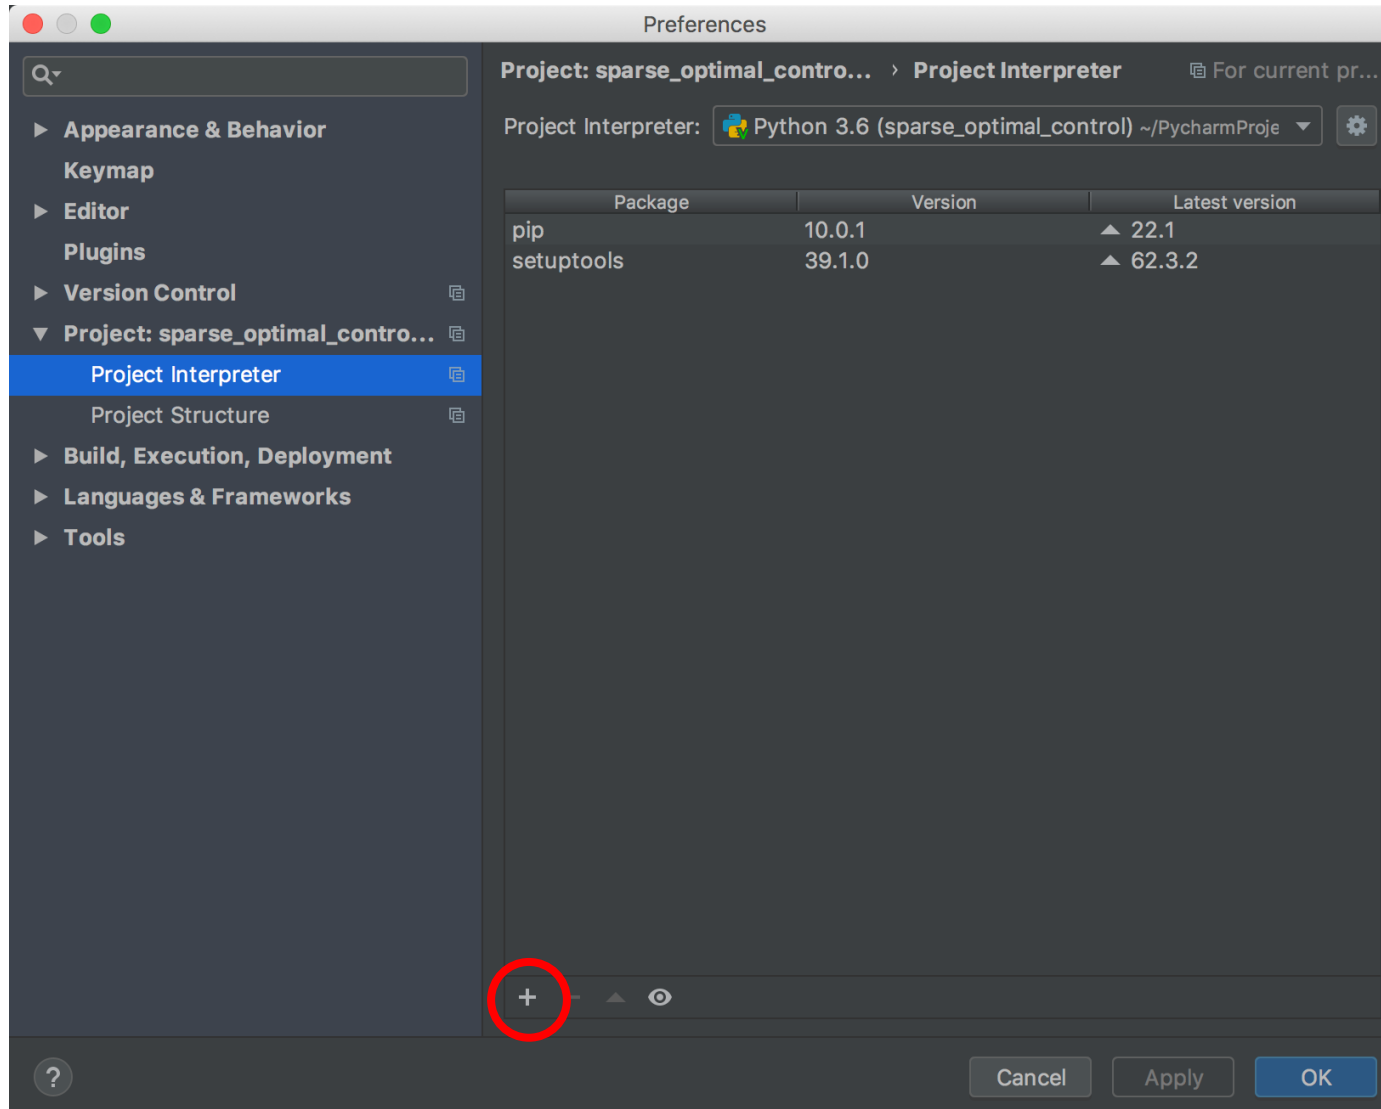 Preferences
Project: sparse_optimal_contro... › Project Interpreter For current pr...
Project Interpreter: Python 3.6 (sparse_optimal_control) ~/PycharmProje
Appearance & Behavior
Keymap
Editor
Plugins
Version Control
Project: sparse_optimal_contro...
Project Interpreter
Project Structure
Build, Execution, Deployment
Languages & Frameworks
Tools
Package Version Latest version
pip 10.0.1 22.1
setuptools 39.1.0 62.3.2
? Cancel Apply OK